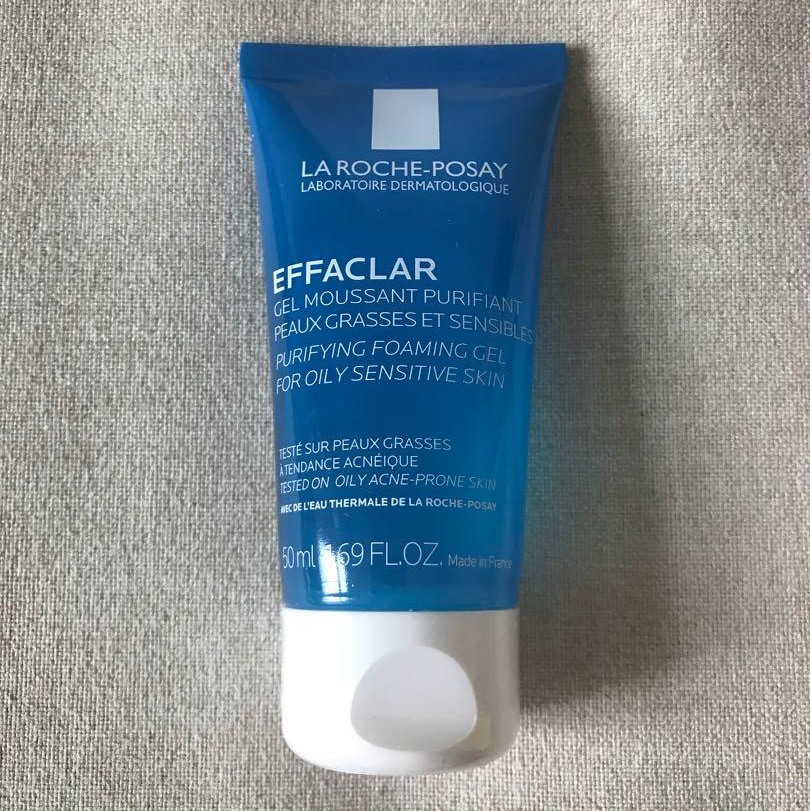 LA ROCHE-POSAY
LABORATOIRE DERMATOLOGIQUE
EFFACLAR
GEL MOUSSANT PURIFIANT
PEAUX GRASSES ET SENSIBLES
PURIFYING FOAMING GEL
FOR OILY SENSITIVE SKIN
TESTÉ SUR PEAUX GRASSES
À TENDANCE ACNÉIQUE
TESTED ON OILY ACNE-PRONE SKIN
AVEC DE L'EAU THERMALE DE LA ROCHE-POSAY
50 ml - 1.69 FL.OZ. Made in France